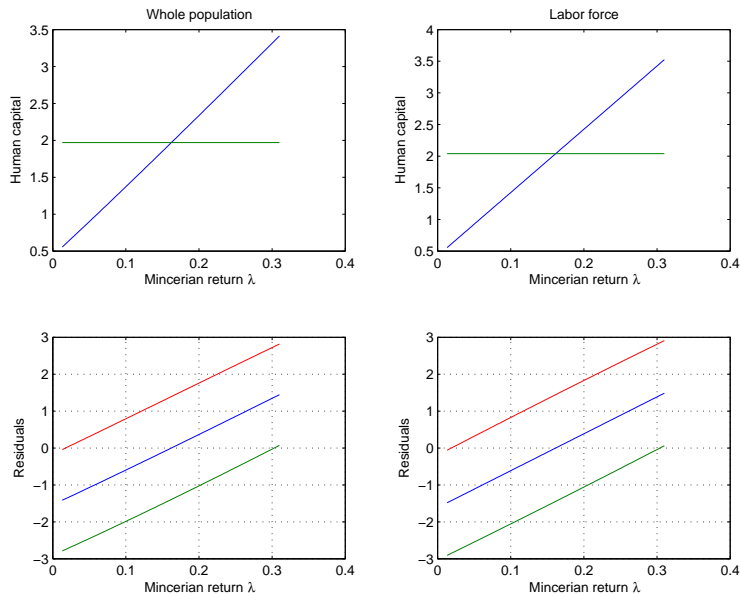 Whole population
3.5
3
2.5
2
1.5
1
0.5
Human capital
0 0.1 0.2 0.3 0.4
Mincerian return λ
Labor force
4
3.5
3
2.5
2
1.5
1
0.5
Human capital
0 0.1 0.2 0.3 0.4
Mincerian return λ
3
2
1
0
−1
−2
−3
Residuals
0 0.1 0.2 0.3 0.4
Mincerian return λ
3
2
1
0
−1
−2
−3
Residuals
0 0.1 0.2 0.3 0.4
Mincerian return λ